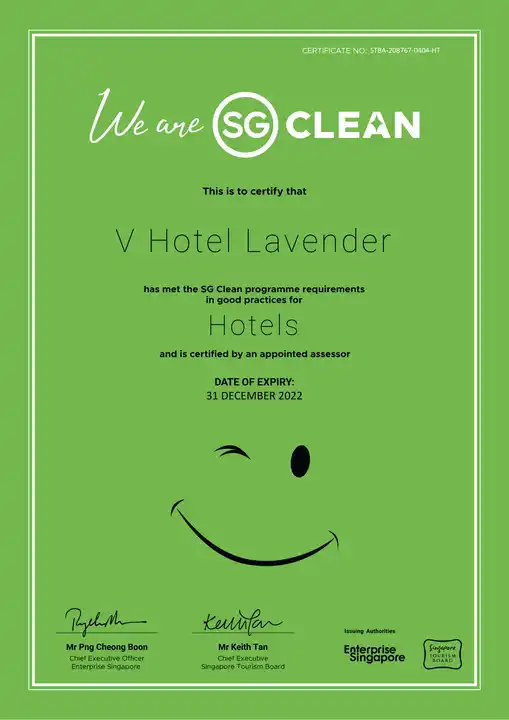 CERTIFICATE NO.: STBA-208767-0404-HT
We are SG CLEAN
This is to certify that
V Hotel Lavender
has met the SG Clean programme requirements
in good practices for
Hotels
and is certified by an appointed assessor
DATE OF EXPIRY:
31 DECEMBER 2022
Mr Png Cheong Boon
Chief Executive Officer
Enterprise Singapore
Keith Tan
Mr Keith Tan
Chief Executive
Singapore Tourism Board
Issuing Authorities
Enterprise
Singapore
Singapore
TOURISM
BOARD